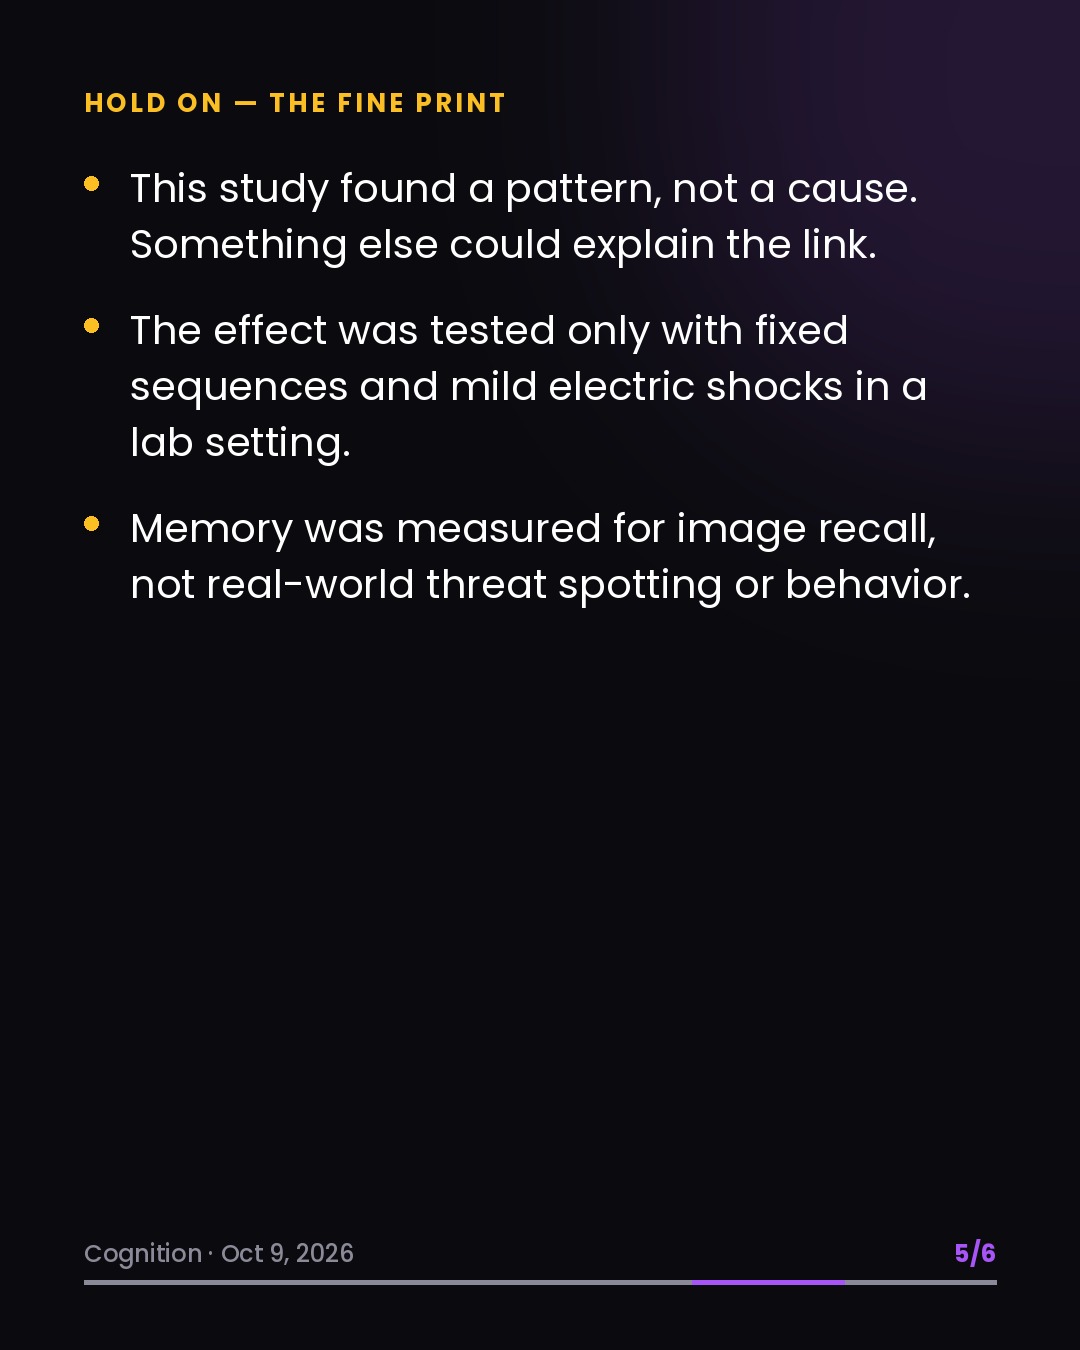 HOLD ON — THE FINE PRINT
This study found a pattern, not a cause.
Something else could explain the link.
The effect was tested only with fixed
sequences and mild electric shocks in a
lab setting.
Memory was measured for image recall,
not real-world threat spotting or behavior.
Cognition · Oct 9, 2026
5/6